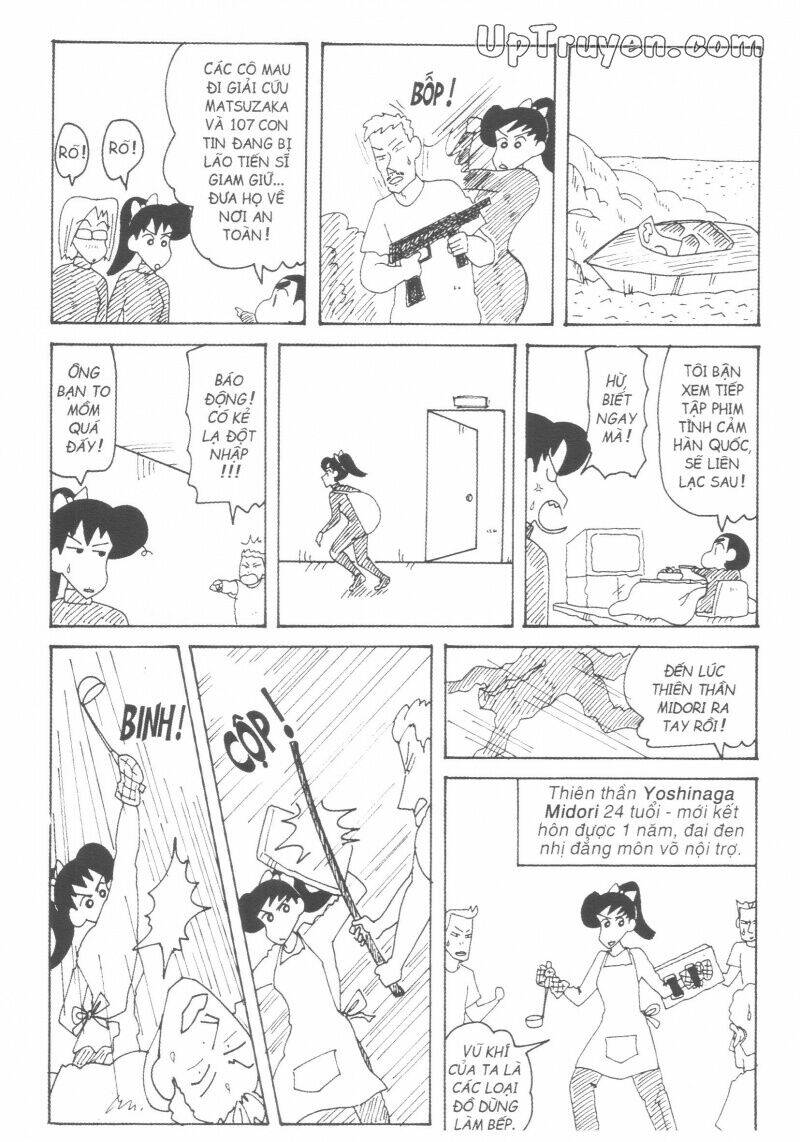 UpTruyen.com
CÁC CÔ MAU
ĐI GIẢI CỨU
MATSUZAKA
VÀ 107 CON
TIN ĐANG BỊ
LÃO TIẾN SĨ
GIAM GIỮ...
ĐƯA HỌ VỀ
NƠI AN
TOÀN!
RÕ!
RÕ!
BỐP!
ÔNG
BẠN TO
MỒM
QUÁ
ĐẤY!
BÁO
ĐỘNG!
CÓ KẺ
LẠ ĐỘT
NHẬP
!!!
HỪ,
BIẾT
NGAY
MÀ!
TÔI BẬN
XEM TIẾP
TẬP PHIM
TÌNH CẢM
HÀN QUỐC,
SẼ LIÊN
LẠC SAU!
BINH!
CỘP!
ĐẾN LÚC
THIÊN THẦN
MIDORI RA
TAY RỒI!
Thiên thần Yoshinaga
Midori 24 tuổi - mới kết
hôn được 1 năm, đai đen
nhị đẳng môn võ nội trợ.
VŨ KHÍ
CỦA TA LÀ
CÁC LOẠI
ĐỒ DÙNG
LÀM BẾP.